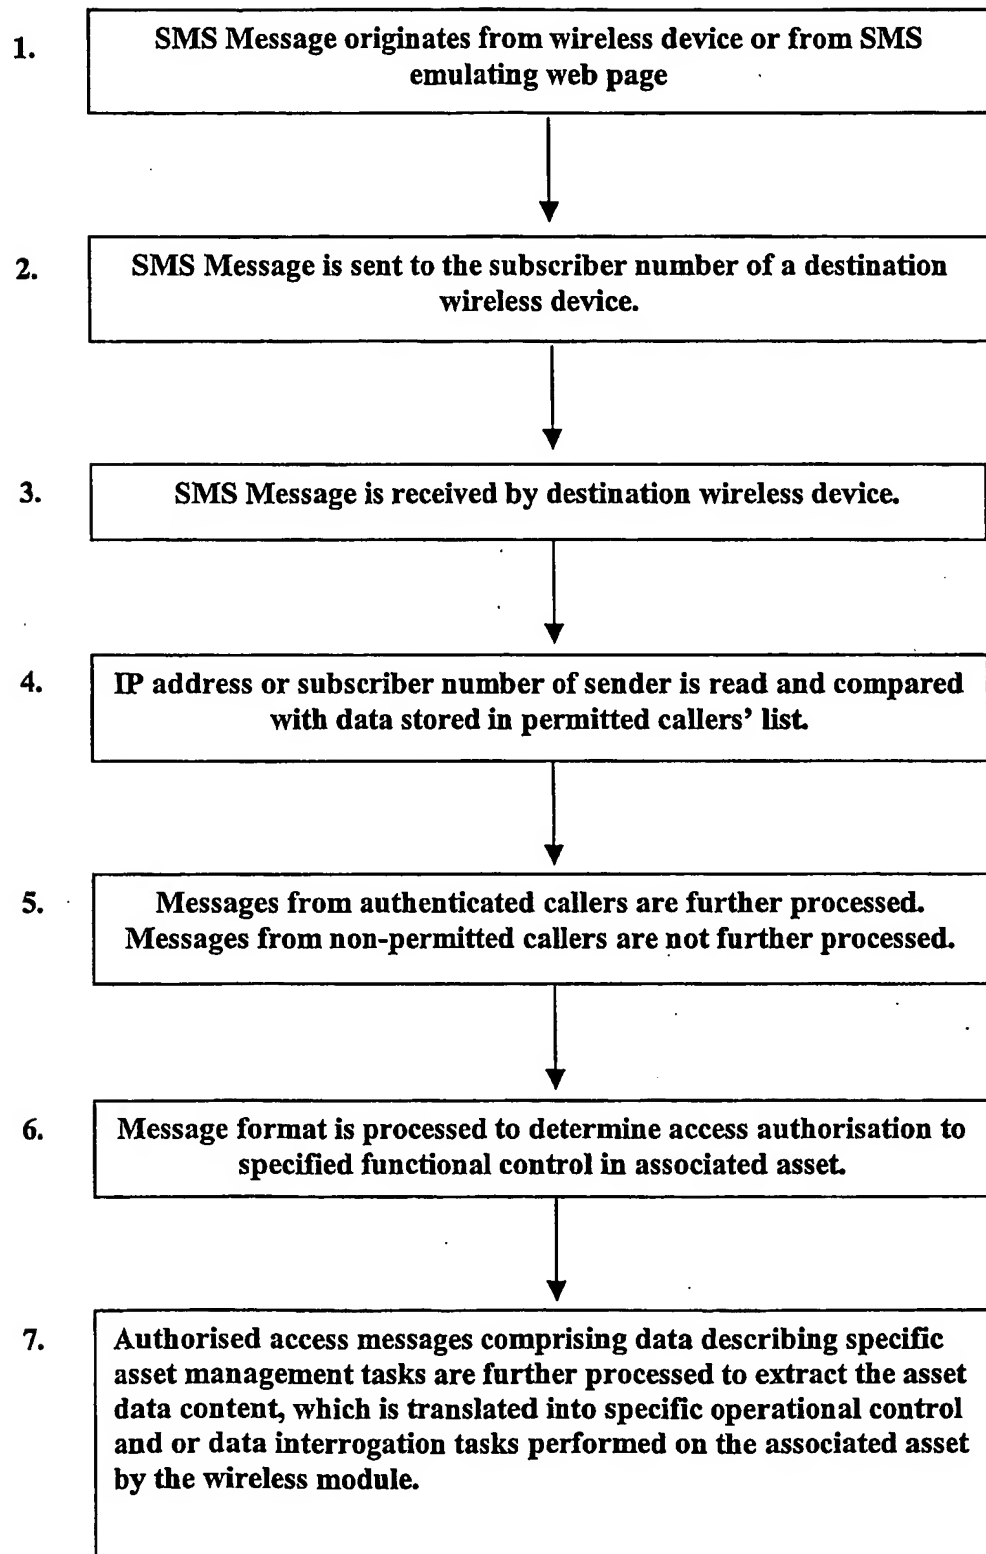 1.
SMS Message originates from wireless device or from SMS
emulating web page
2.
SMS Message is sent to the subscriber number of a destination
wireless device.
3.
SMS Message is received by destination wireless device.
4.
IP address or subscriber number of sender is read and compared
with data stored in permitted callers' list.
5.
Messages from authenticated callers are further processed.
Messages from non-permitted callers are not further processed.
6.
Message format is processed to determine access authorisation to
specified functional control in associated asset.
7.
Authorised access messages comprising data describing specific
asset management tasks are further processed to extract the asset
data content, which is translated into specific operational control
and or data interrogation tasks performed on the associated asset
by the wireless module.